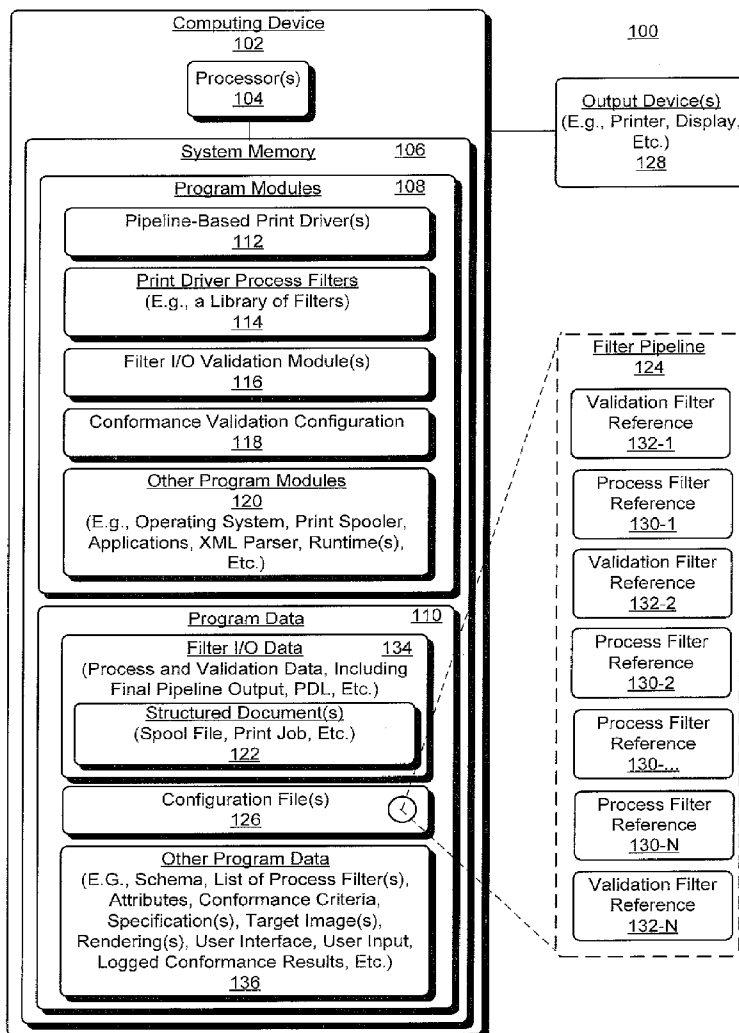 Computing Device
102
Processor(s)
104
System Memory 106
Program Modules 108
Pipeline-Based Print Driver(s)
112
Print Driver Process Filters
(E.g., a Library of Filters)
114
Filter I/O Validation Module(s)
116
Conformance Validation Configuration
118
Other Program Modules
120
(E.g., Operating System, Print Spooler,
Applications, XML Parser, Runtime(s),
Etc.)
Program Data 110
Filter I/O Data 134
(Process and Validation Data, Including
Final Pipeline Output, PDL, Etc.)
Structured Document(s)
(Spool File, Print Job, Etc.)
122
Configuration File(s)
126
Other Program Data
(E.G., Schema, List of Process Filter(s),
Attributes, Conformance Criteria,
Specification(s), Target Image(s),
Rendering(s), User Interface, User Input,
Logged Conformance Results, Etc.)
136
100
Output Device(s)
(E.g., Printer, Display,
Etc.)
128
Filter Pipeline
124
Validation Filter
Reference
132-1
Process Filter
Reference
130-1
Validation Filter
Reference
132-2
Process Filter
Reference
130-2
Process Filter
Reference
130-...
Process Filter
Reference
130-N
Validation Filter
Reference
132-N